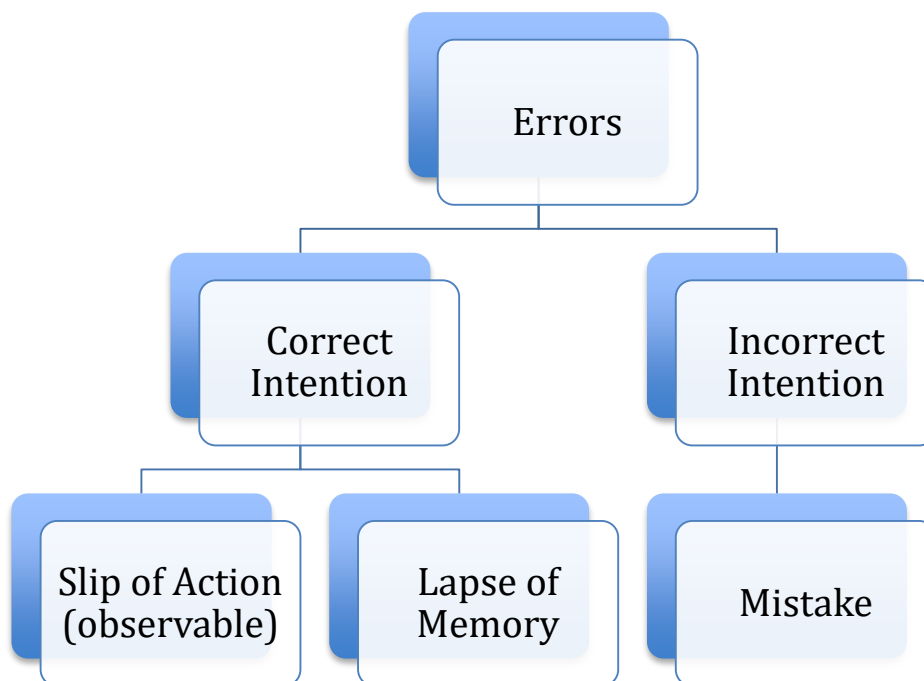 Errors
Correct
Intention
Incorrect
Intention
Slip of Action
(observable)
Lapse of
Memory
Mistake